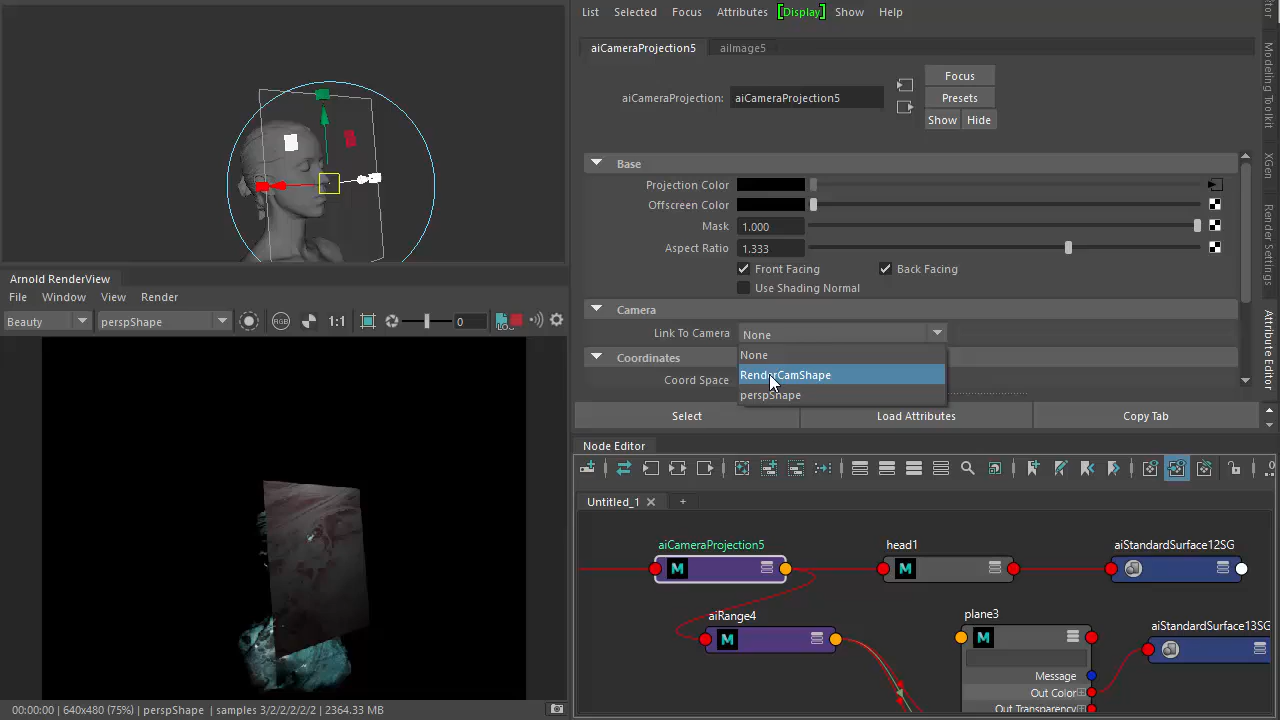 List Selected Focus Attributes [Display] Show Help
aiCameraProjection5 aiImage5
Focus
aiCameraProjection: aiCameraProjection5
Presets
Show Hide
Base
Projection Color
Offscreen Color
Mask 1.000
Aspect Ratio 1.333
Front Facing Back Facing
Use Shading Normal
Camera
Link To Camera None
None
Coordinates
RenderCamShape
Coord Space
perspShape
Select Load Attributes Copy Tab
Modeling Toolkit
XGen
Render Settings
Attribute Editor
Arnold RenderView
File Window View Render
Beauty perspShape RGB 1:1 0
00:00:00 | 640x480 (75%) | perspShape | samples 3/2/2/2/2/2 | 2364.33 MB
Node Editor
Untitled_1
aiCameraProjection5 head1 aiStandardSurface12SG
aiRange4 plane3 aiStandardSurface13SG
Message
Out Color
Out Transparency